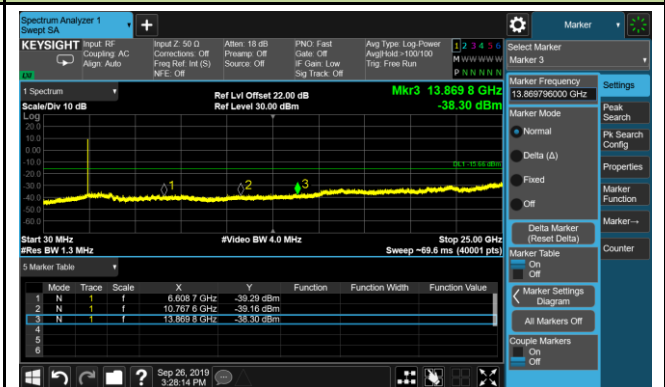 Spectrum Analyzer 1
Swept SA
Marker
KEYSIGHT
Input: RF
Coupling: AC
Align: Auto
Input Z: 50 Ω
Corrections: Off
Freq Ref: Int (S)
NFE: Off
Atten: 18 dB
Preamp: Off
Source: Off
PNO: Fast
Gate: Off
IF Gain: Low
Sig Track: Off
Avg Type: Log-Power
Avg|Hold:>100/100
Trig: Free Run
1 2 3 4 5 6
M W W W W W
P N N N N N
Select Marker
Marker 3
1 Spectrum
Scale/Div 10 dB
Ref Lvl Offset 22.00 dB
Ref Level 30.00 dBm
Mkr3 13.869 8 GHz
-38.30 dBm
Log
20.0
10.0
0.00
-10.0
-20.0
-30.0
-40.0
-50.0
-60.0
DL1 -15.66 dBm
1
2
3
Start 30 MHz
#Res BW 1.3 MHz
#Video BW 4.0 MHz
Stop 25.00 GHz
Sweep ~69.6 ms (40001 pts)
5 Marker Table
Mode Trace Scale X Y Function Function Width Function Value
1 N 1 f 6.608 7 GHz -39.29 dBm
2 N 1 f 10.767 6 GHz -39.16 dBm
3 N 1 f 13.869 8 GHz -38.30 dBm
4
5
6
Sep 26, 2019
3:28:14 PM
Marker Frequency
13.869796000 GHz
Marker Mode
Normal
Delta (Δ)
Fixed
Off
Delta Marker
(Reset Delta)
Marker Table
On
Off
Marker Settings
Diagram
All Markers Off
Couple Markers
On
Off
Settings
Peak
Search
Pk Search
Config
Properties
Marker
Function
Marker→
Counter